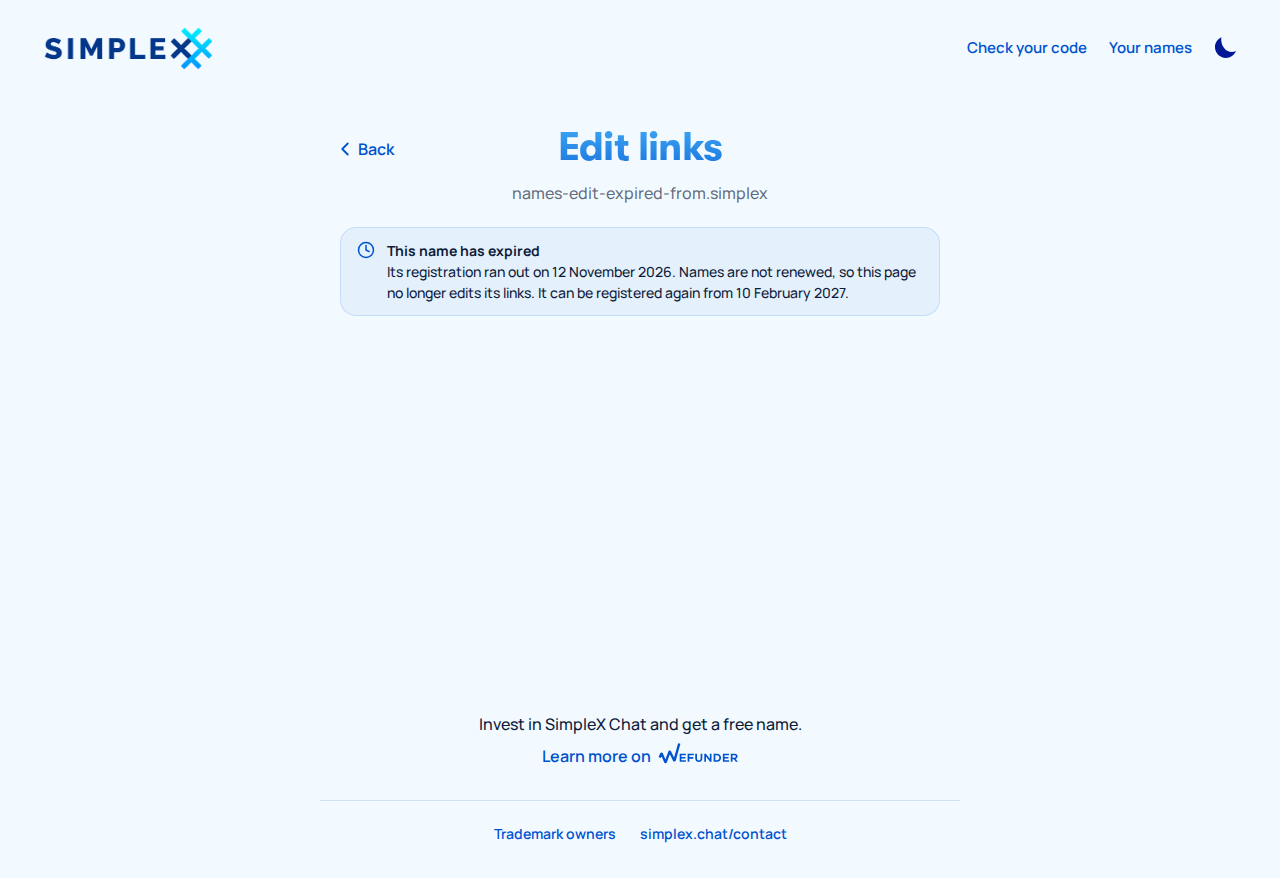 SIMPLEX
Check your code
Your names
Back
Edit links
names-edit-expired-from.simplex
This name has expired
Its registration ran out on 12 November 2026. Names are not renewed, so this page
no longer edits its links. It can be registered again from 10 February 2027.
Invest in SimpleX Chat and get a free name.
Learn more on WEFUNDER
Trademark owners
simplex.chat/contact